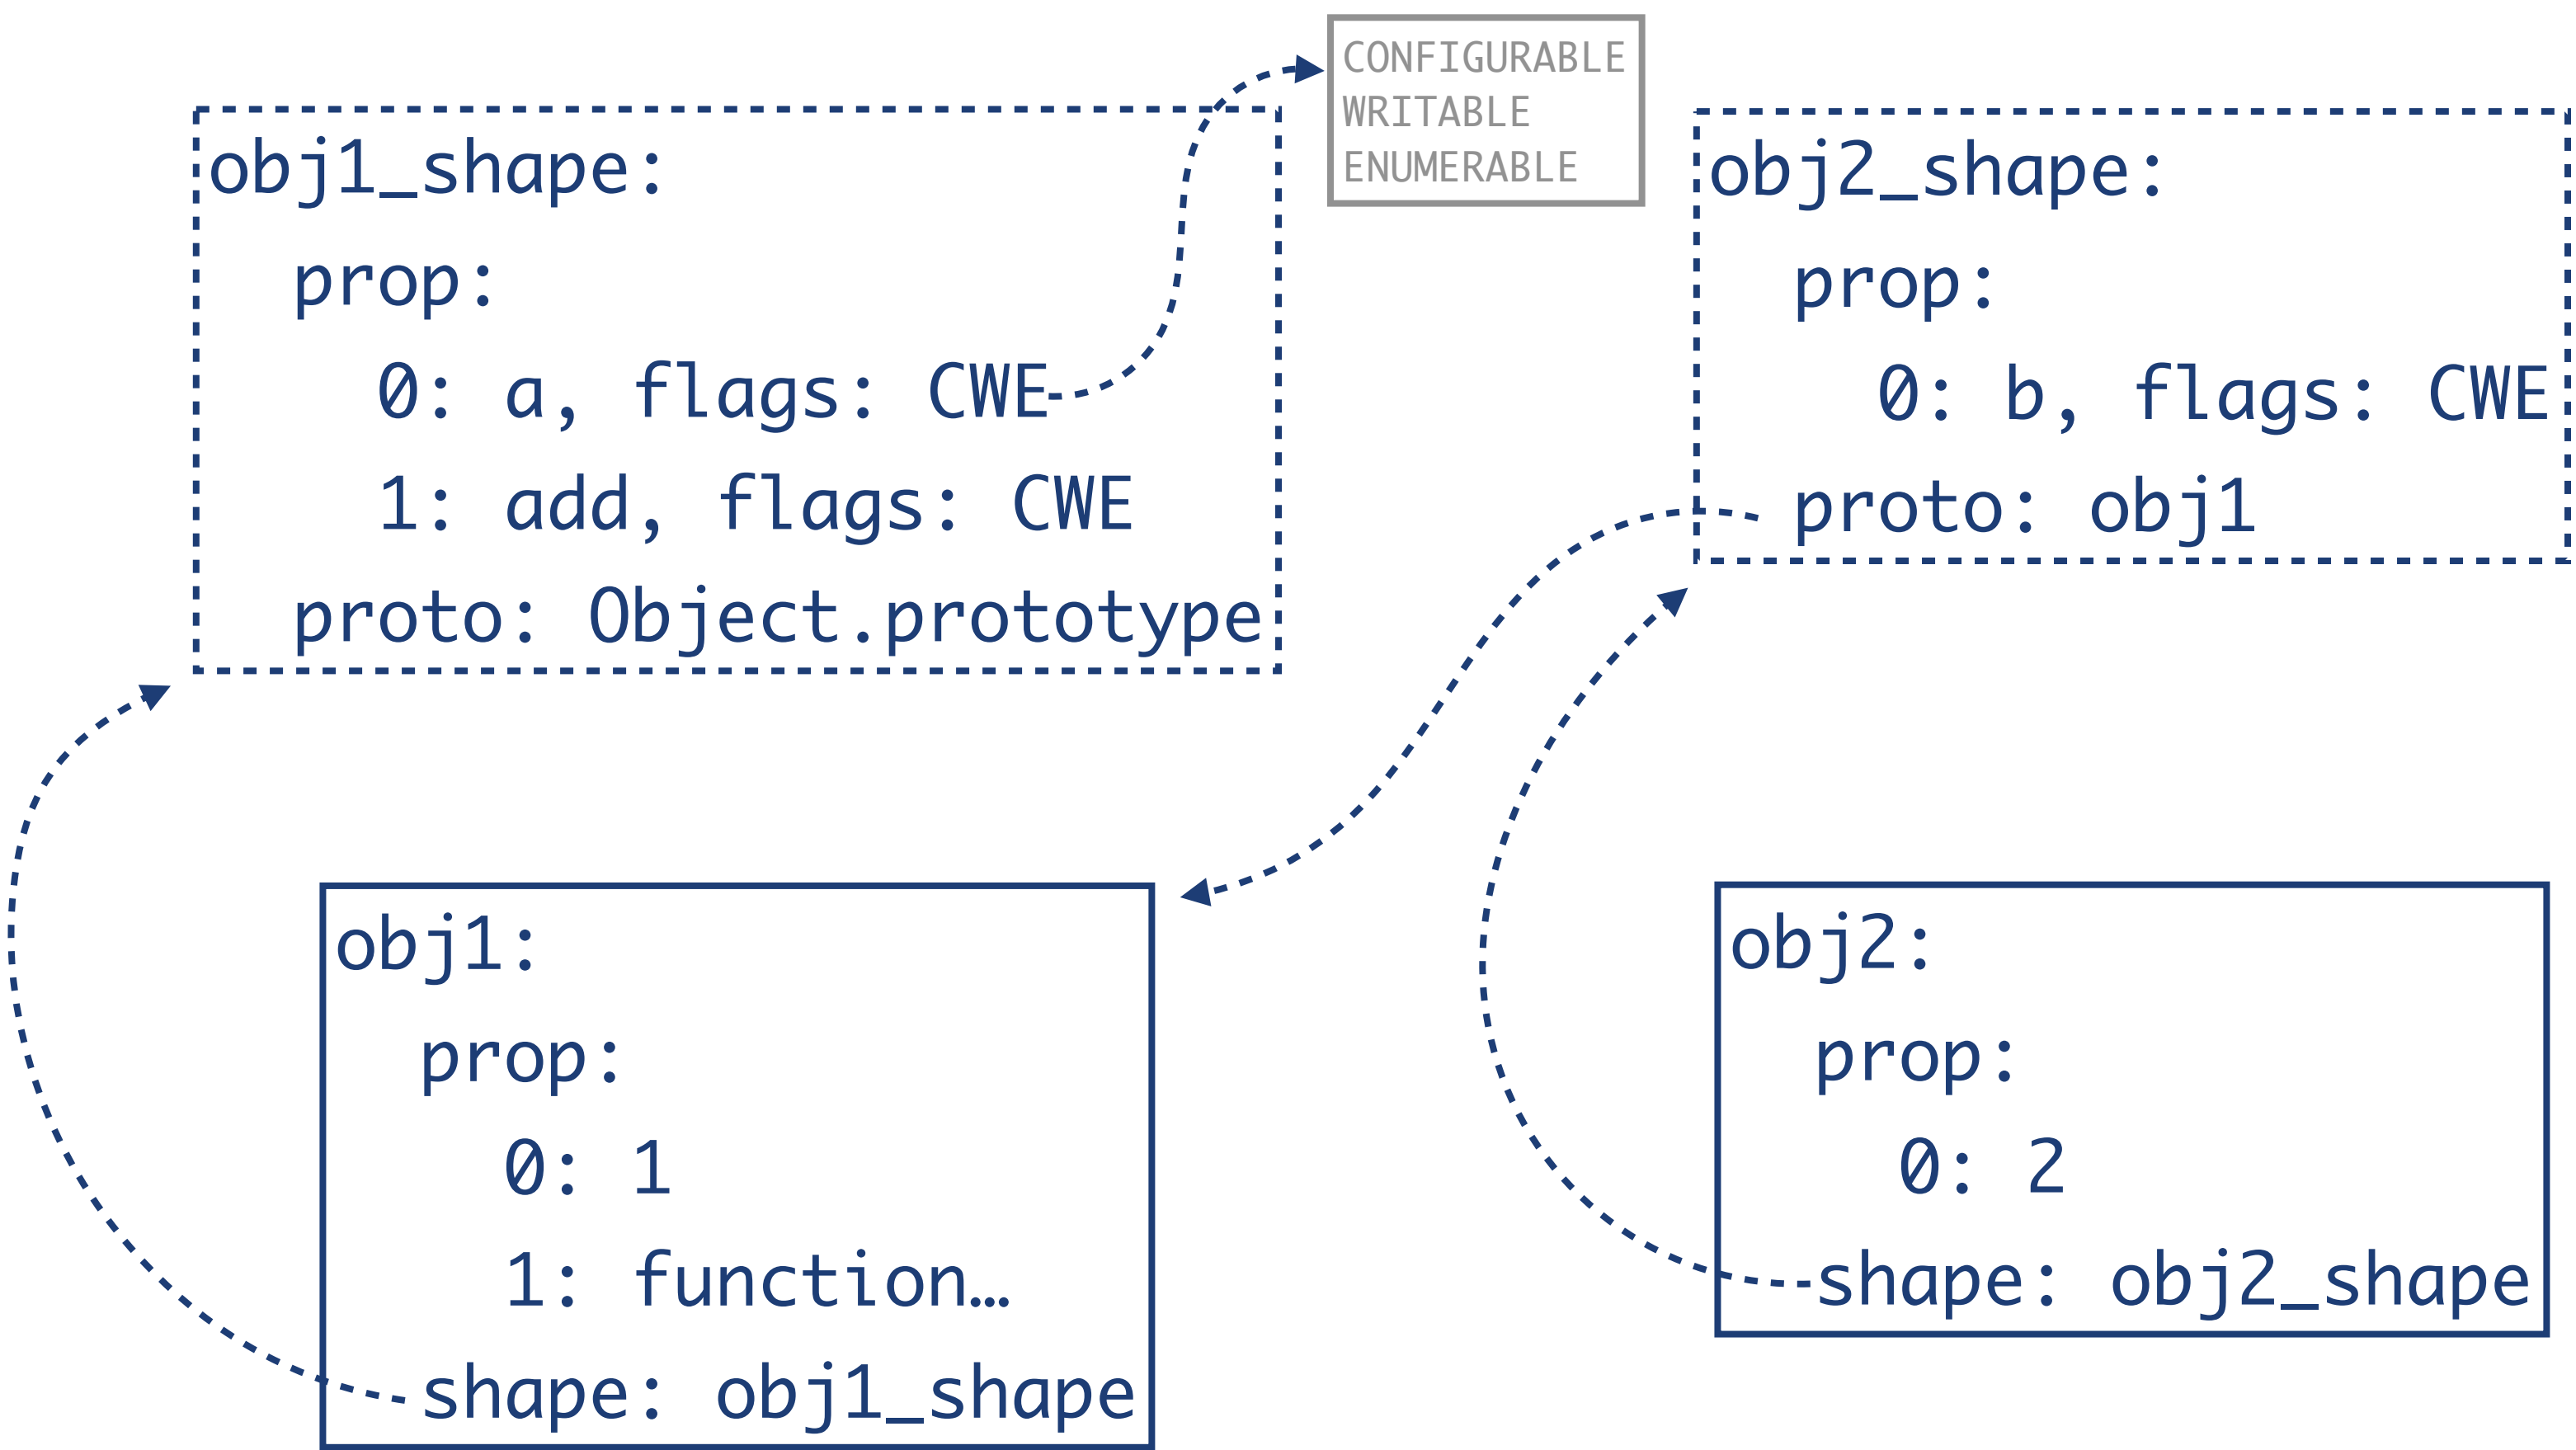 CONFIGURABLE
WRITABLE
ENUMERABLE
obj1_shape:
prop:
0: a, flags: CWE
1: add, flags: CWE
proto: Object.prototype
obj2_shape:
prop:
0: b, flags: CWE
proto: obj1
obj1:
prop:
0: 1
1: function…
shape: obj1_shape
obj2:
prop:
0: 2
shape: obj2_shape